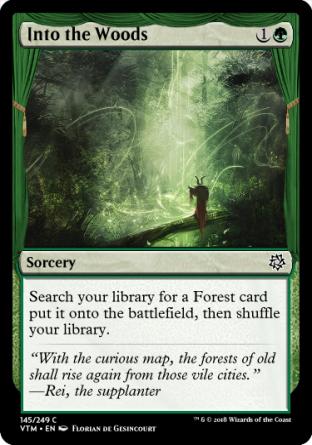 Into the Woods 1
Sorcery
Search your library for a Forest card
put it onto the battlefield, then shuffle
your library.
“With the curious map, the forests of old
shall rise again from those vile cities.”
—Rei, the supplanter
145/249 C
VTM • EN Florian de Gesincourt ™ & © 2018 Wizards of the Coast